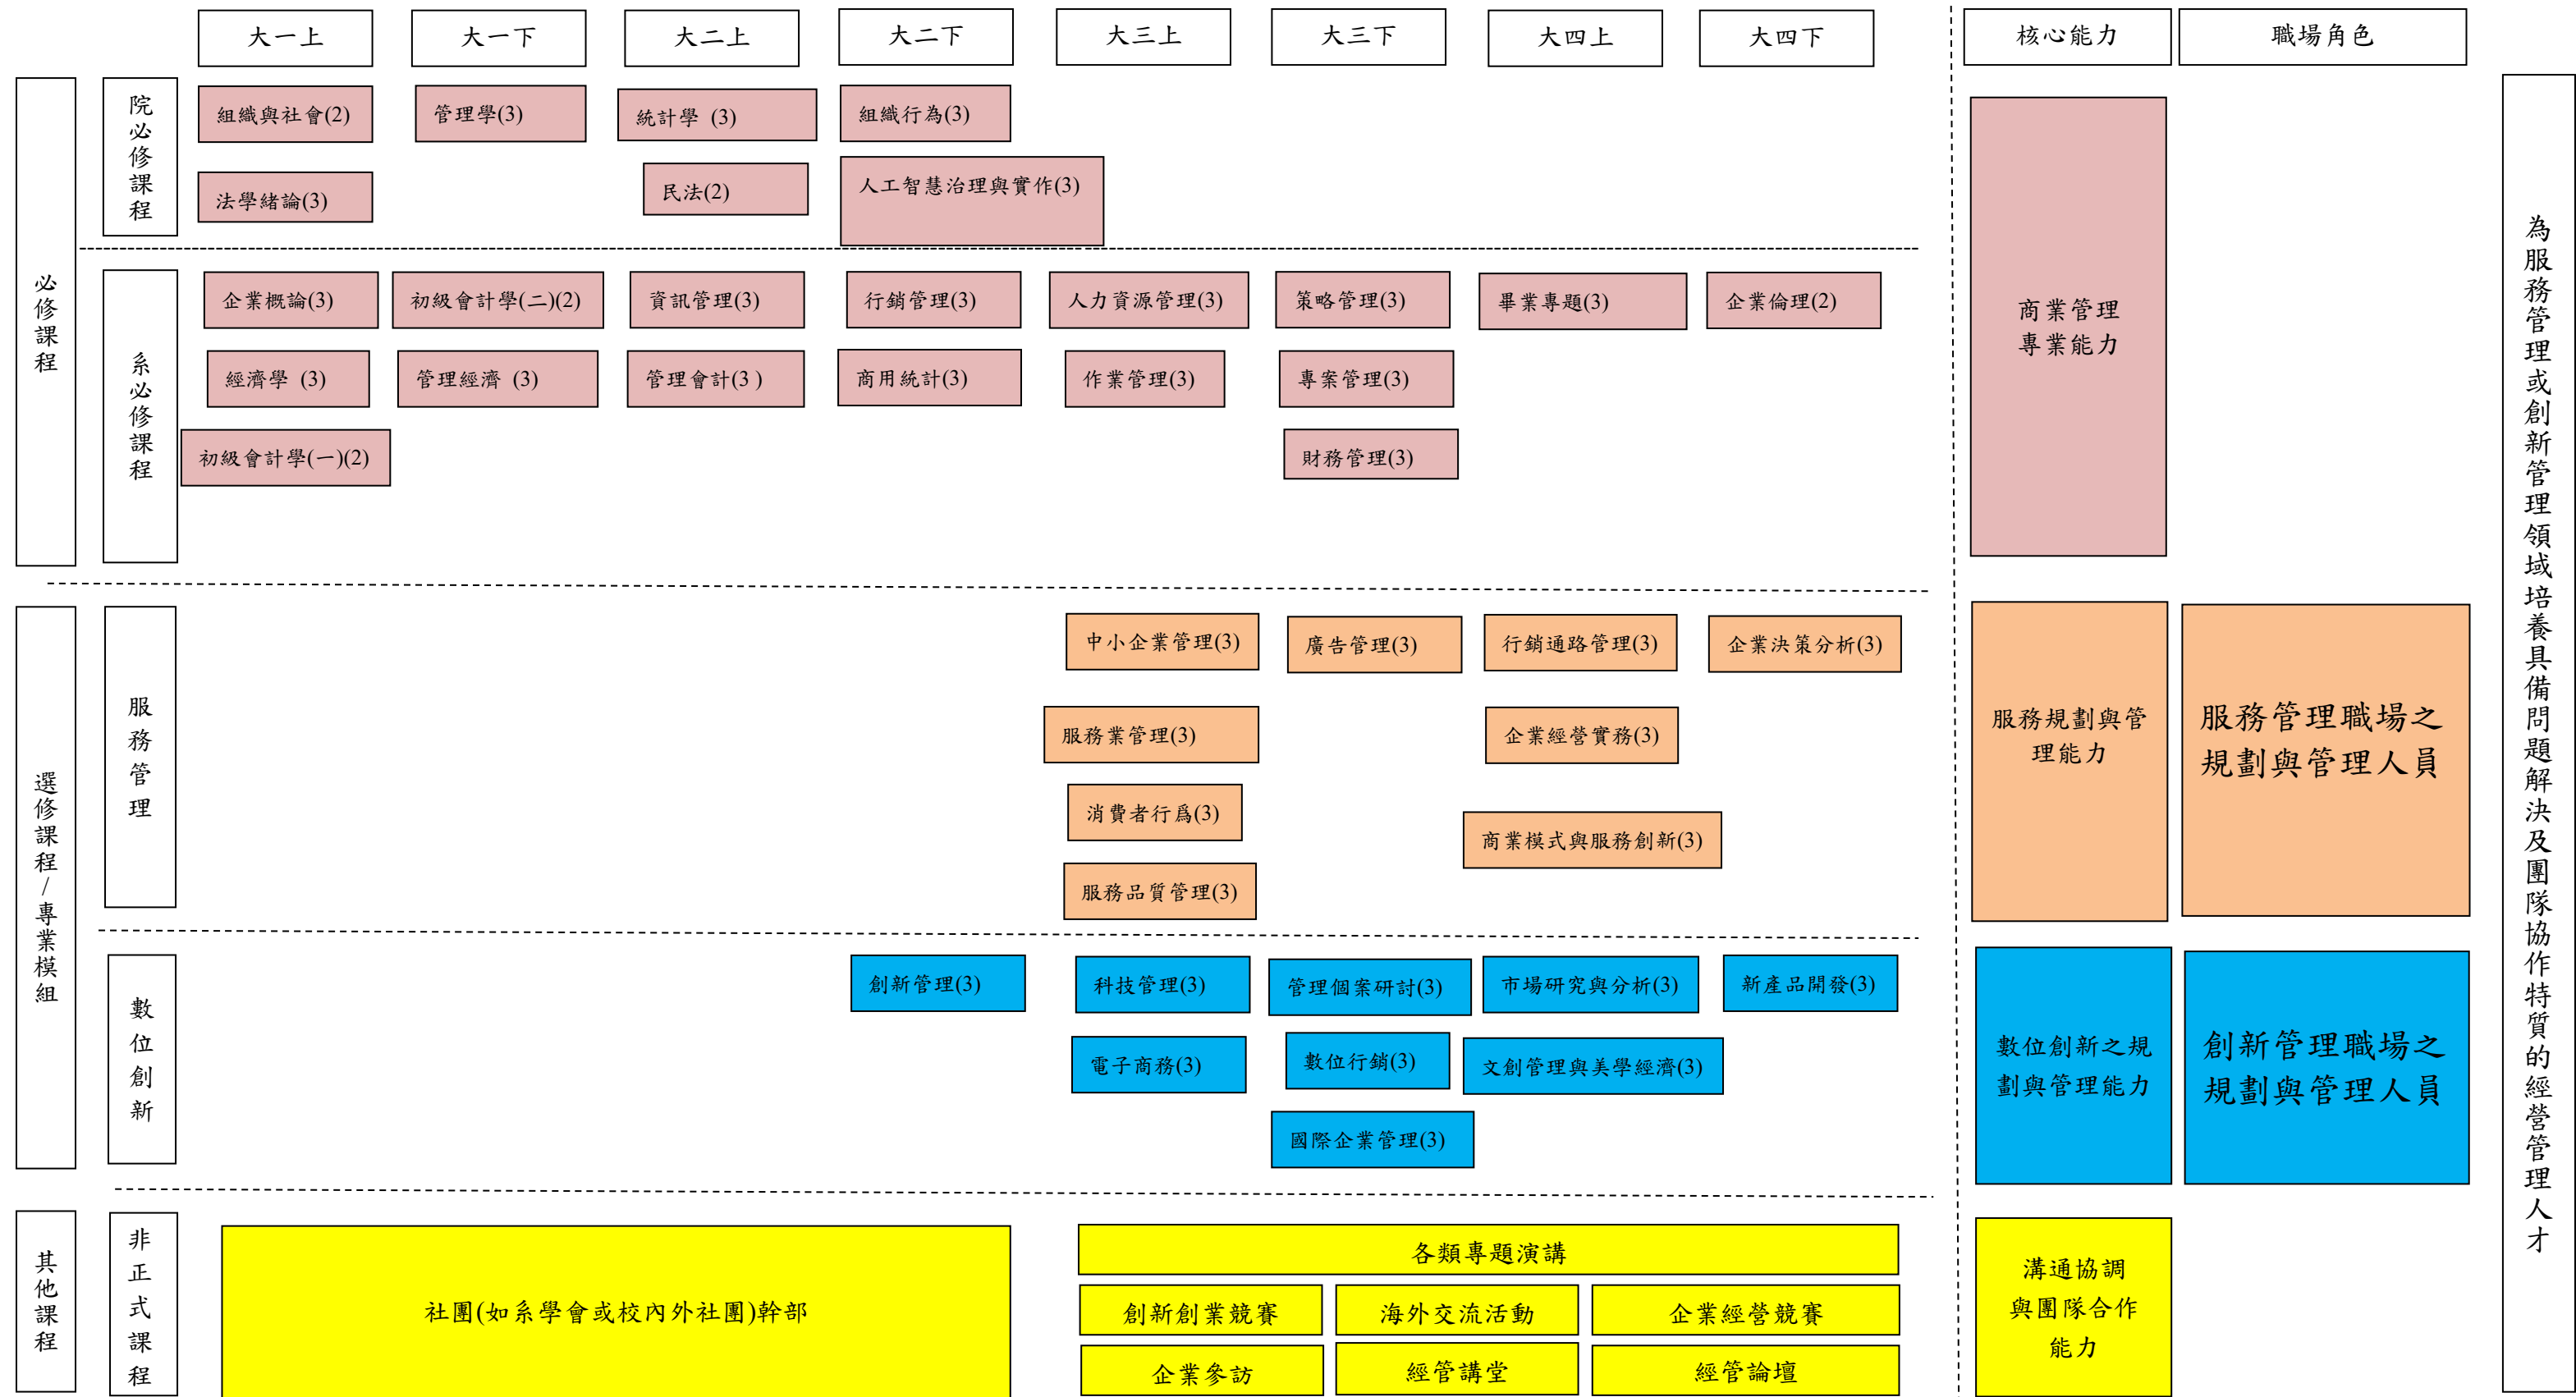 大一上
大一下
大二上
大二下
大三上
大三下
大四上
大四下
核心能力
職場角色
必修課程
院必修課程
組織與社會(2)
管理學(3)
統計學 (3)
組織行為(3)
法學緒論(3)
民法(2)
人工智慧治理與實作(3)
系必修課程
企業概論(3)
初級會計學(二)(2)
資訊管理(3)
行銷管理(3)
人力資源管理(3)
策略管理(3)
畢業專題(3)
企業倫理(2)
經濟學 (3)
管理經濟 (3)
管理會計(3 )
商用統計(3)
作業管理(3)
專案管理(3)
初級會計學(一)(2)
財務管理(3)
商業管理
專業能力
選修課程/專業模組
服務管理
中小企業管理(3)
廣告管理(3)
行銷通路管理(3)
企業決策分析(3)
服務業管理(3)
企業經營實務(3)
消費者行爲(3)
商業模式與服務創新(3)
服務品質管理(3)
服務規劃與管
理能力
服務管理職場之
規劃與管理人員
數位創新
創新管理(3)
科技管理(3)
管理個案研討(3)
市場研究與分析(3)
新產品開發(3)
電子商務(3)
數位行銷(3)
文創管理與美學經濟(3)
國際企業管理(3)
數位創新之規
劃與管理能力
創新管理職場之
規劃與管理人員
其他課程
非正式課程
社團(如系學會或校內外社團)幹部
各類專題演講
創新創業競賽
海外交流活動
企業經營競賽
企業參訪
經管講堂
經管論壇
溝通協調
與團隊合作
能力
為服務管理或創新管理領域培養具備問題解決及團隊協作特質的經營管理人才